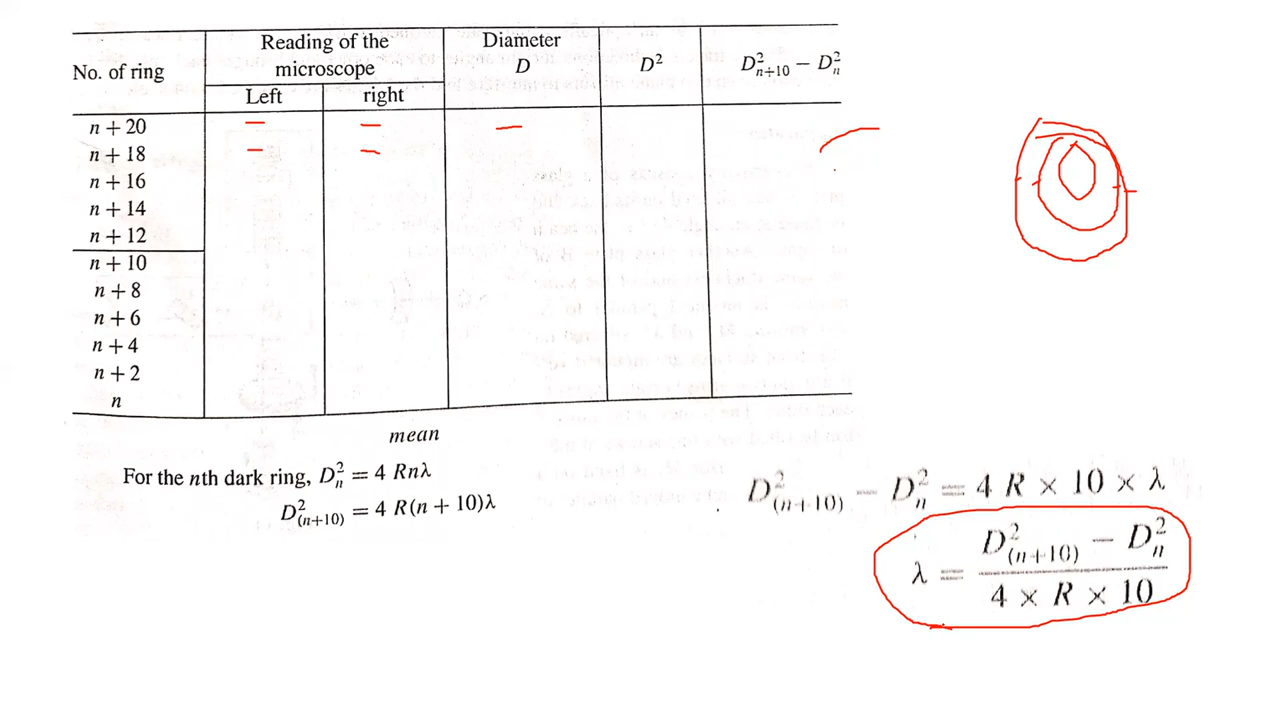 No. of ring | Reading of the microscope | Diameter D | D² | D²ₙ₊₁₀ − D²ₙ
Left | right
n + 20 | – | – | –
n + 18 | – | –
n + 16
n + 14
n + 12
n + 10
n + 8
n + 6
n + 4
n + 2
n
mean
For the nth dark ring, D²ₙ = 4 Rnλ
D²₍ₙ₊₁₀₎ = 4 R(n + 10)λ
D²₍ₙ₊₁₀₎ − D²ₙ = 4 R × 10 × λ
λ = (D²₍ₙ₊₁₀₎ − D²ₙ) / (4 × R × 10)